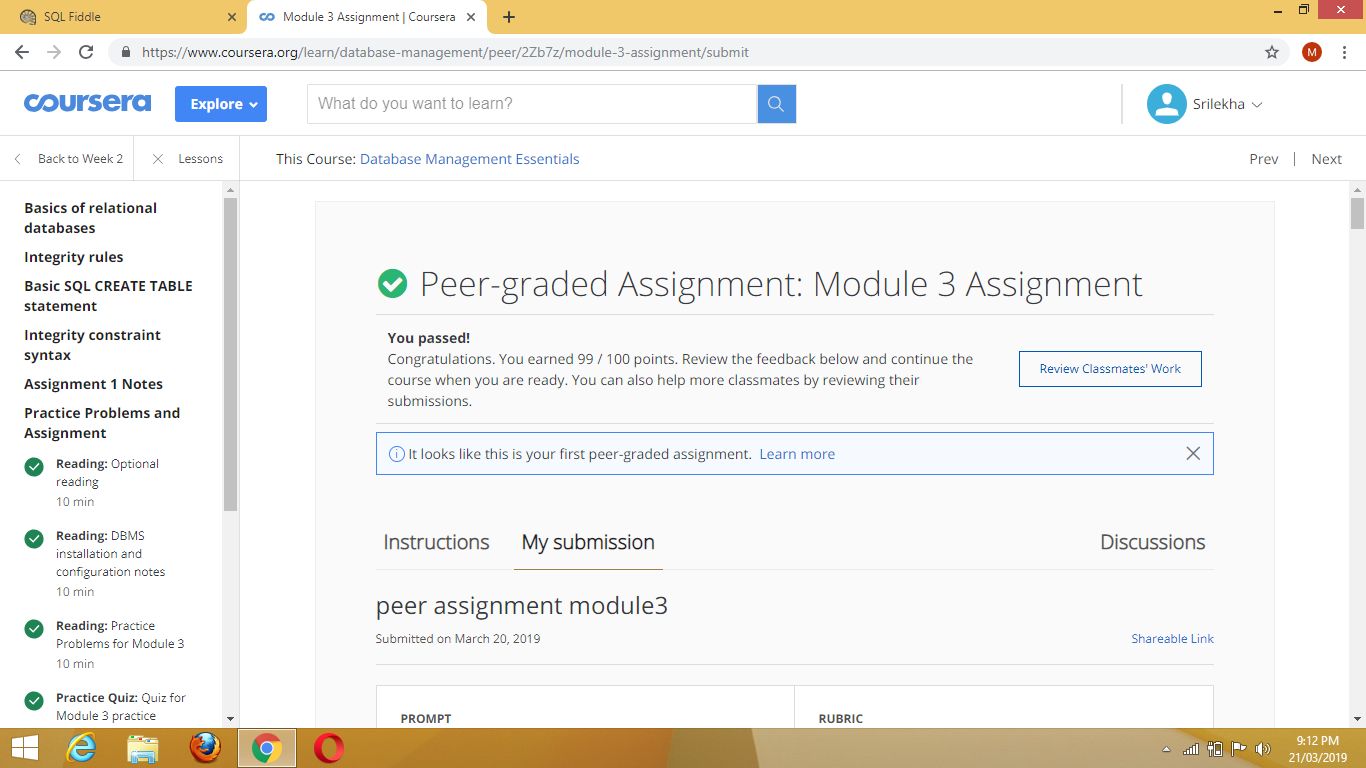 SQL Fiddle
Module 3 Assignment | Coursera
https://www.coursera.org/learn/database-management/peer/2Zb7z/module-3-assignment/submit
M
coursera
Explore
What do you want to learn?
Srilekha
Back to Week 2
Lessons
This Course: Database Management Essentials
Prev | Next
Basics of relational
databases
Integrity rules
Basic SQL CREATE TABLE
statement
Integrity constraint
syntax
Assignment 1 Notes
Practice Problems and
Assignment
Reading: Optional
reading
10 min
Reading: DBMS
installation and
configuration notes
10 min
Reading: Practice
Problems for Module 3
10 min
Practice Quiz: Quiz for
Module 3 practice
Peer-graded Assignment: Module 3 Assignment
You passed!
Congratulations. You earned 99 / 100 points. Review the feedback below and continue the
course when you are ready. You can also help more classmates by reviewing their
submissions.
Review Classmates' Work
It looks like this is your first peer-graded assignment. Learn more
Instructions
My submission
Discussions
peer assignment module3
Submitted on March 20, 2019
Shareable Link
PROMPT
RUBRIC
9:12 PM
21/03/2019